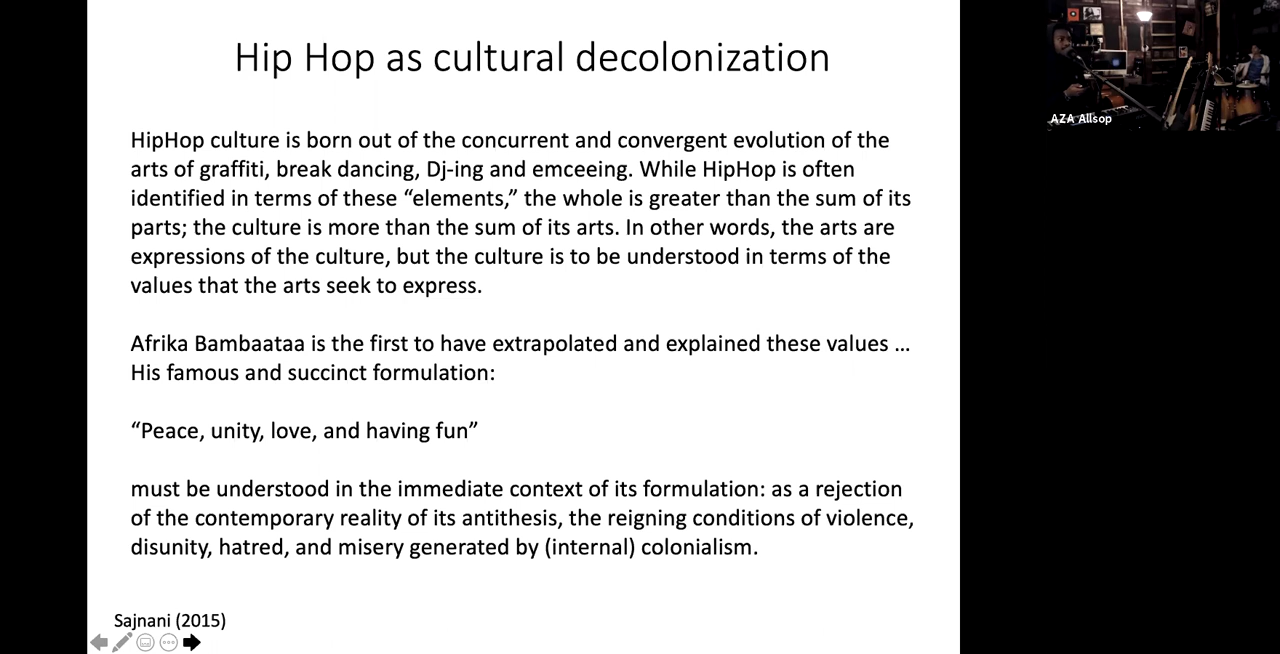 Hip Hop as cultural decolonization
HipHop culture is born out of the concurrent and convergent evolution of the
arts of graffiti, break dancing, Dj-ing and emceeing. While HipHop is often
identified in terms of these “elements,” the whole is greater than the sum of its
parts; the culture is more than the sum of its arts. In other words, the arts are
expressions of the culture, but the culture is to be understood in terms of the
values that the arts seek to express.
Afrika Bambaataa is the first to have extrapolated and explained these values ...
His famous and succinct formulation:
“Peace, unity, love, and having fun”
must be understood in the immediate context of its formulation: as a rejection
of the contemporary reality of its antithesis, the reigning conditions of violence,
disunity, hatred, and misery generated by (internal) colonialism.
Sajnani (2015)
AZA Allsop